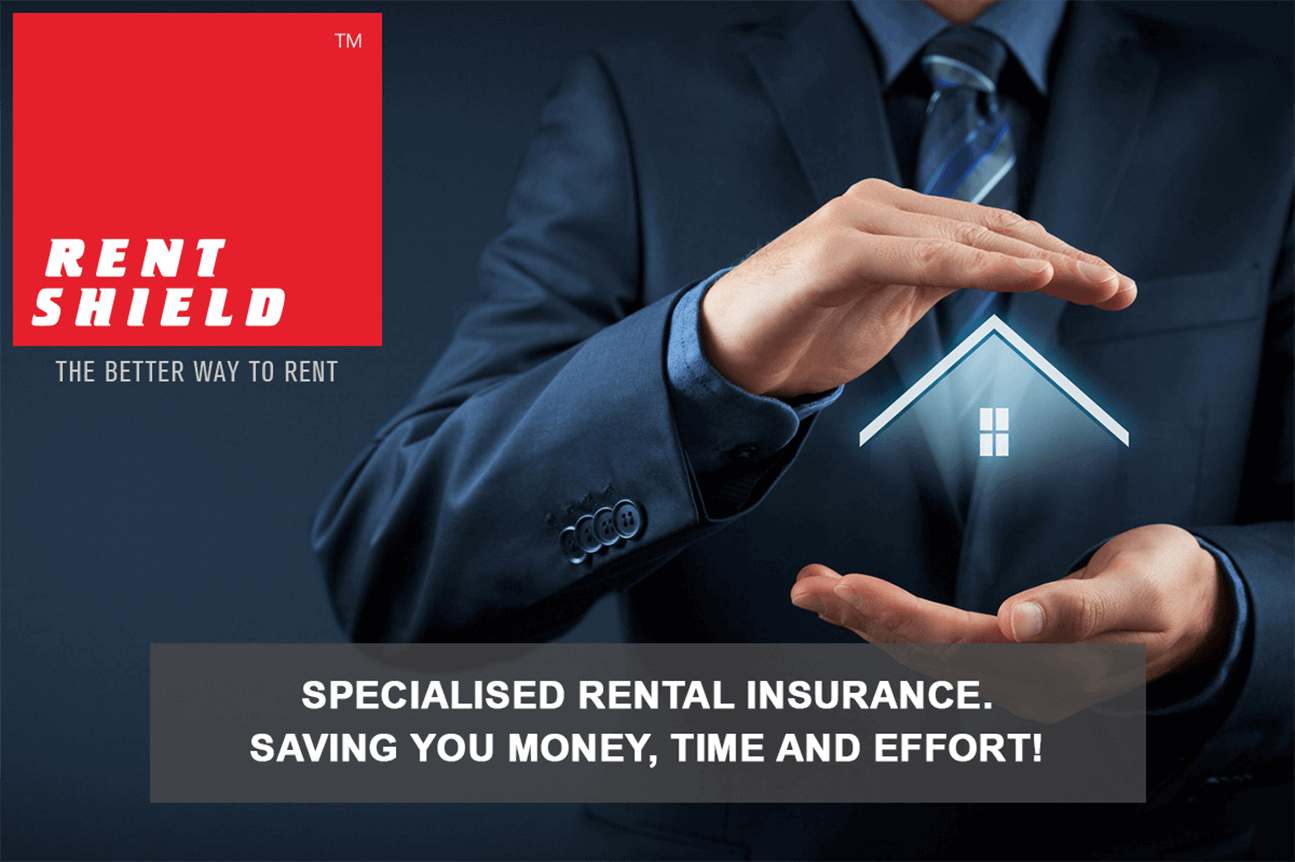 TM
RENT
SHIELD
THE BETTER WAY TO RENT
SPECIALISED RENTAL INSURANCE.
SAVING YOU MONEY, TIME AND EFFORT!